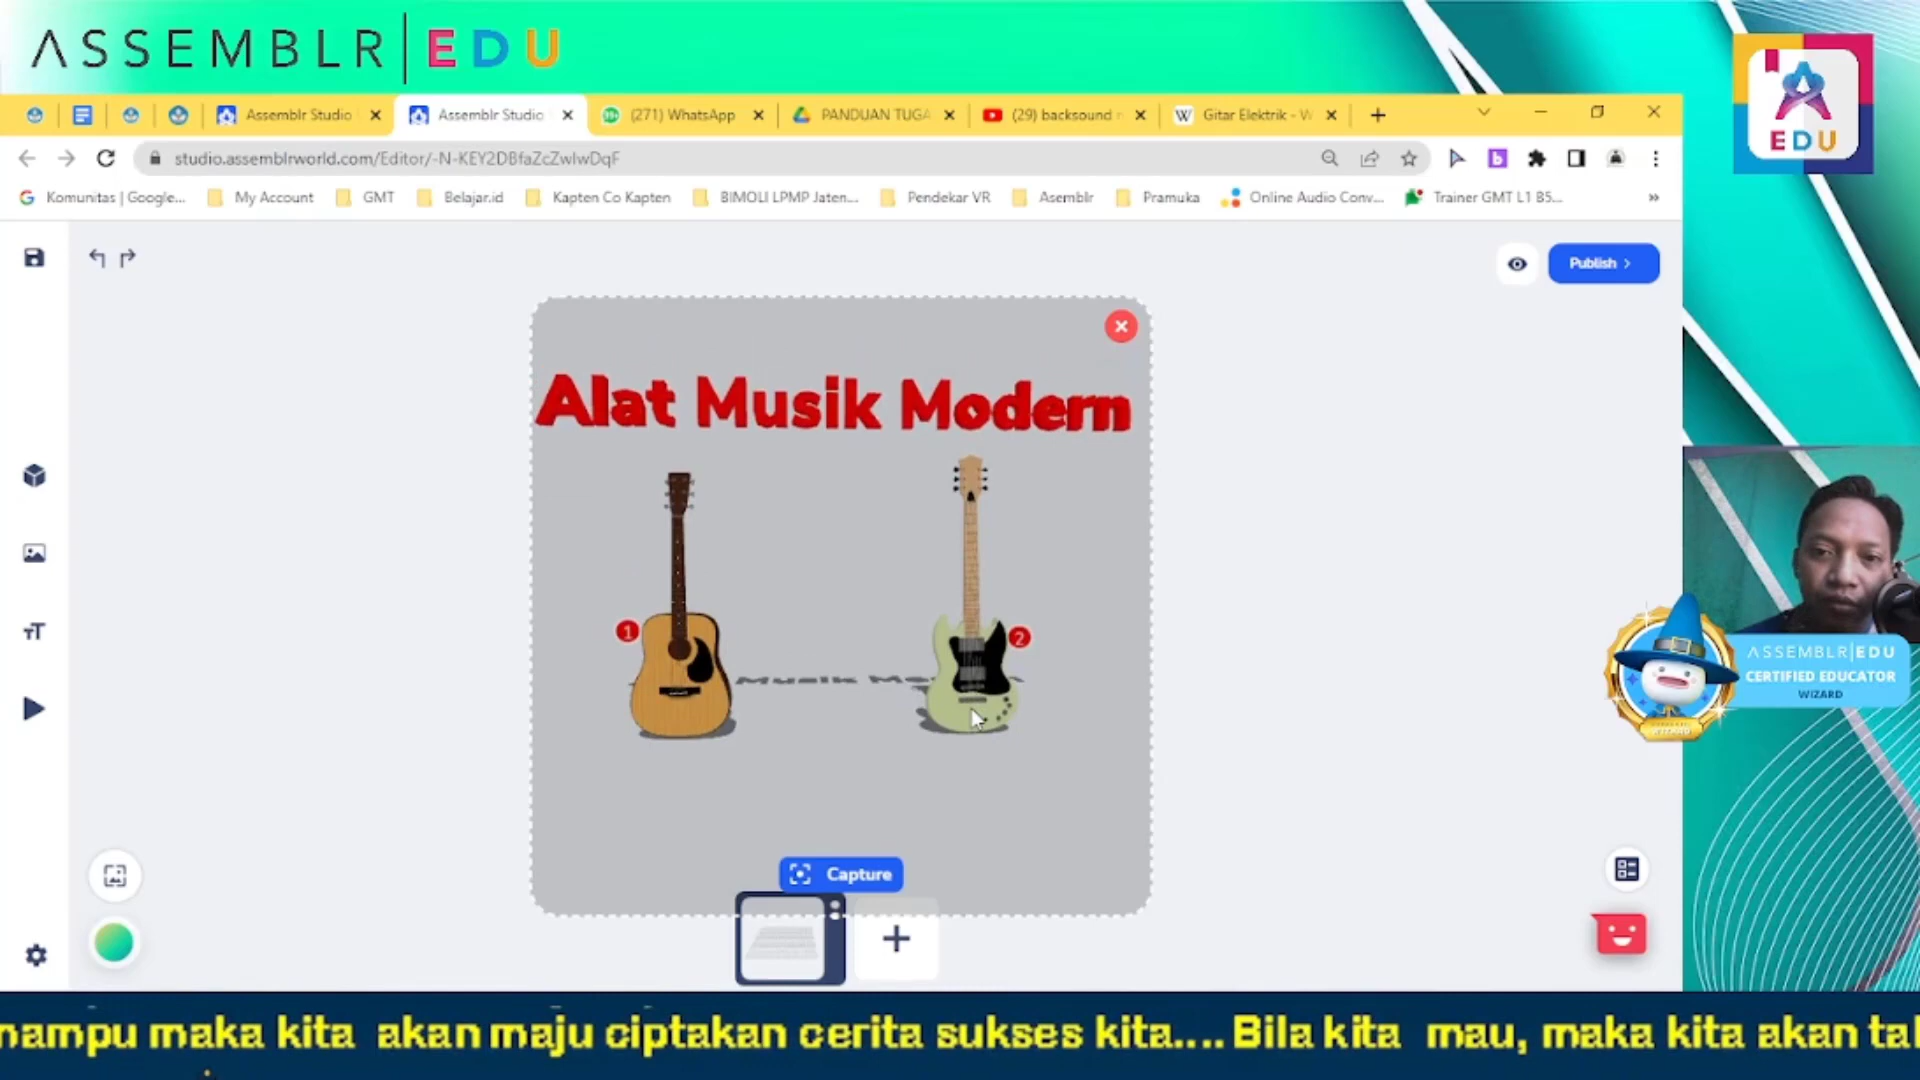 ASSEMBLR|EDU
EDU
Assemblr Studio
Assemblr Studio
(271) WhatsApp
PANDUAN TUGA
(29) backsound
Gitar Elektrik - W
studio.assemblrworld.com/Editor/-N-KEY2DBfaZcZwlwDqF
Komunitas | Google...
My Account
GMT
Belajar.id
Kapten Co Kapten
BIMOLI LPMP Jaten...
Pendekar VR
Asemblr
Pramuka
Online Audio Conv...
Trainer GMT L1 B5...
Publish
Alat Musik Modern
1
2
Musik
Capture
ASSEMBLR|EDU
CERTIFIED EDUCATOR
WIZARD
mampu maka kita akan maju ciptakan cerita sukses kita.... Bila kita mau, maka kita akan tal